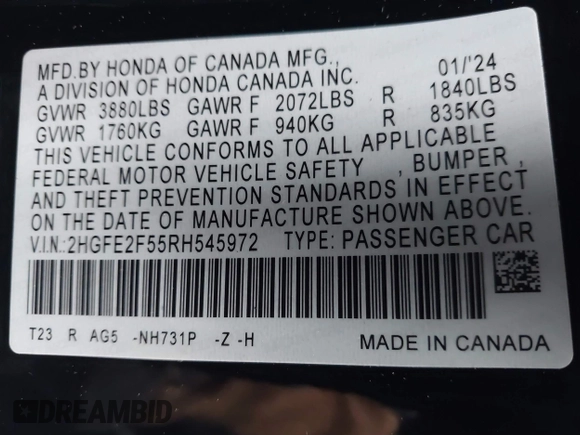 MFD.BY HONDA OF CANADA MFG., 01/'24
A DIVISION OF HONDA CANADA INC.
GVWR 3880LBS GAWR F 2072LBS R 1840LBS
GVWR 1760KG GAWR F 940KG R 835KG
THIS VEHICLE CONFORMS TO ALL APPLICABLE
FEDERAL MOTOR VEHICLE SAFETY , BUMPER ,
AND THEFT PREVENTION STANDARDS IN EFFECT
ON THE DATE OF MANUFACTURE SHOWN ABOVE.
V.I.N:2HGFE2F55RH545972 TYPE: PASSENGER CAR
T23 R AG5 -NH731P -Z -H MADE IN CANADA
DREAMBID